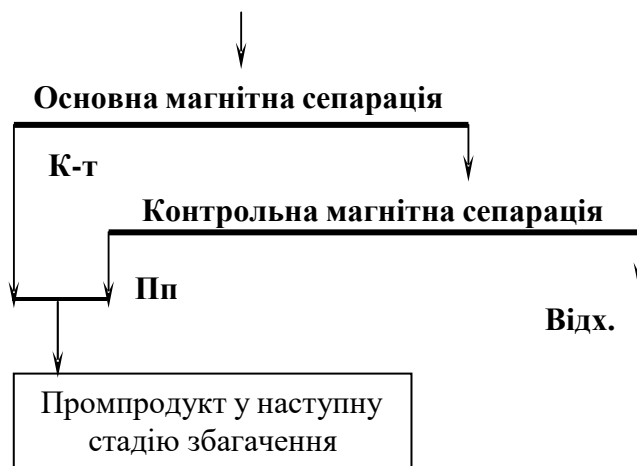 Основна магнітна сепарація
К-т
Контрольна магнітна сепарація
Пп
Відх.
Промпродукт у наступну
стадію збагачення